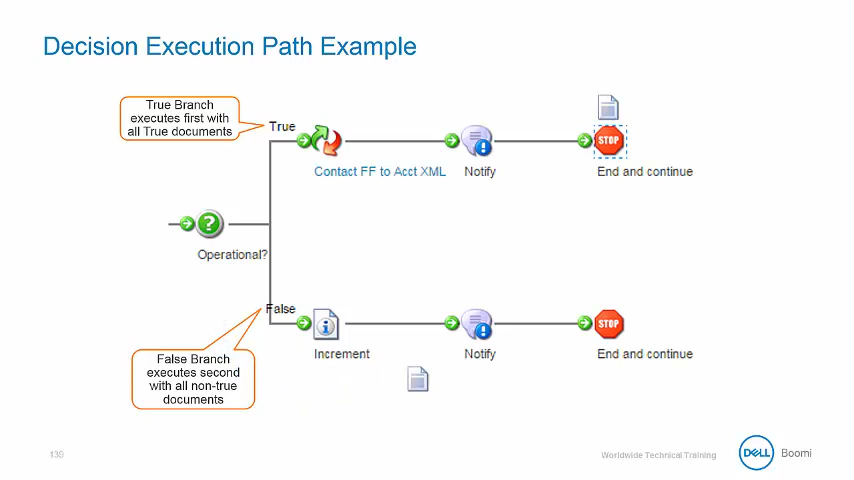 Decision Execution Path Example
True Branch
executes first with
all True documents
True
STOP
Contact FF to Acct XML
Notify
End and continue
?
Operational?
False
STOP
Increment
Notify
End and continue
False Branch
executes second
with all non-true
documents
139
Worldwide Technical Training
DELL
Boomi